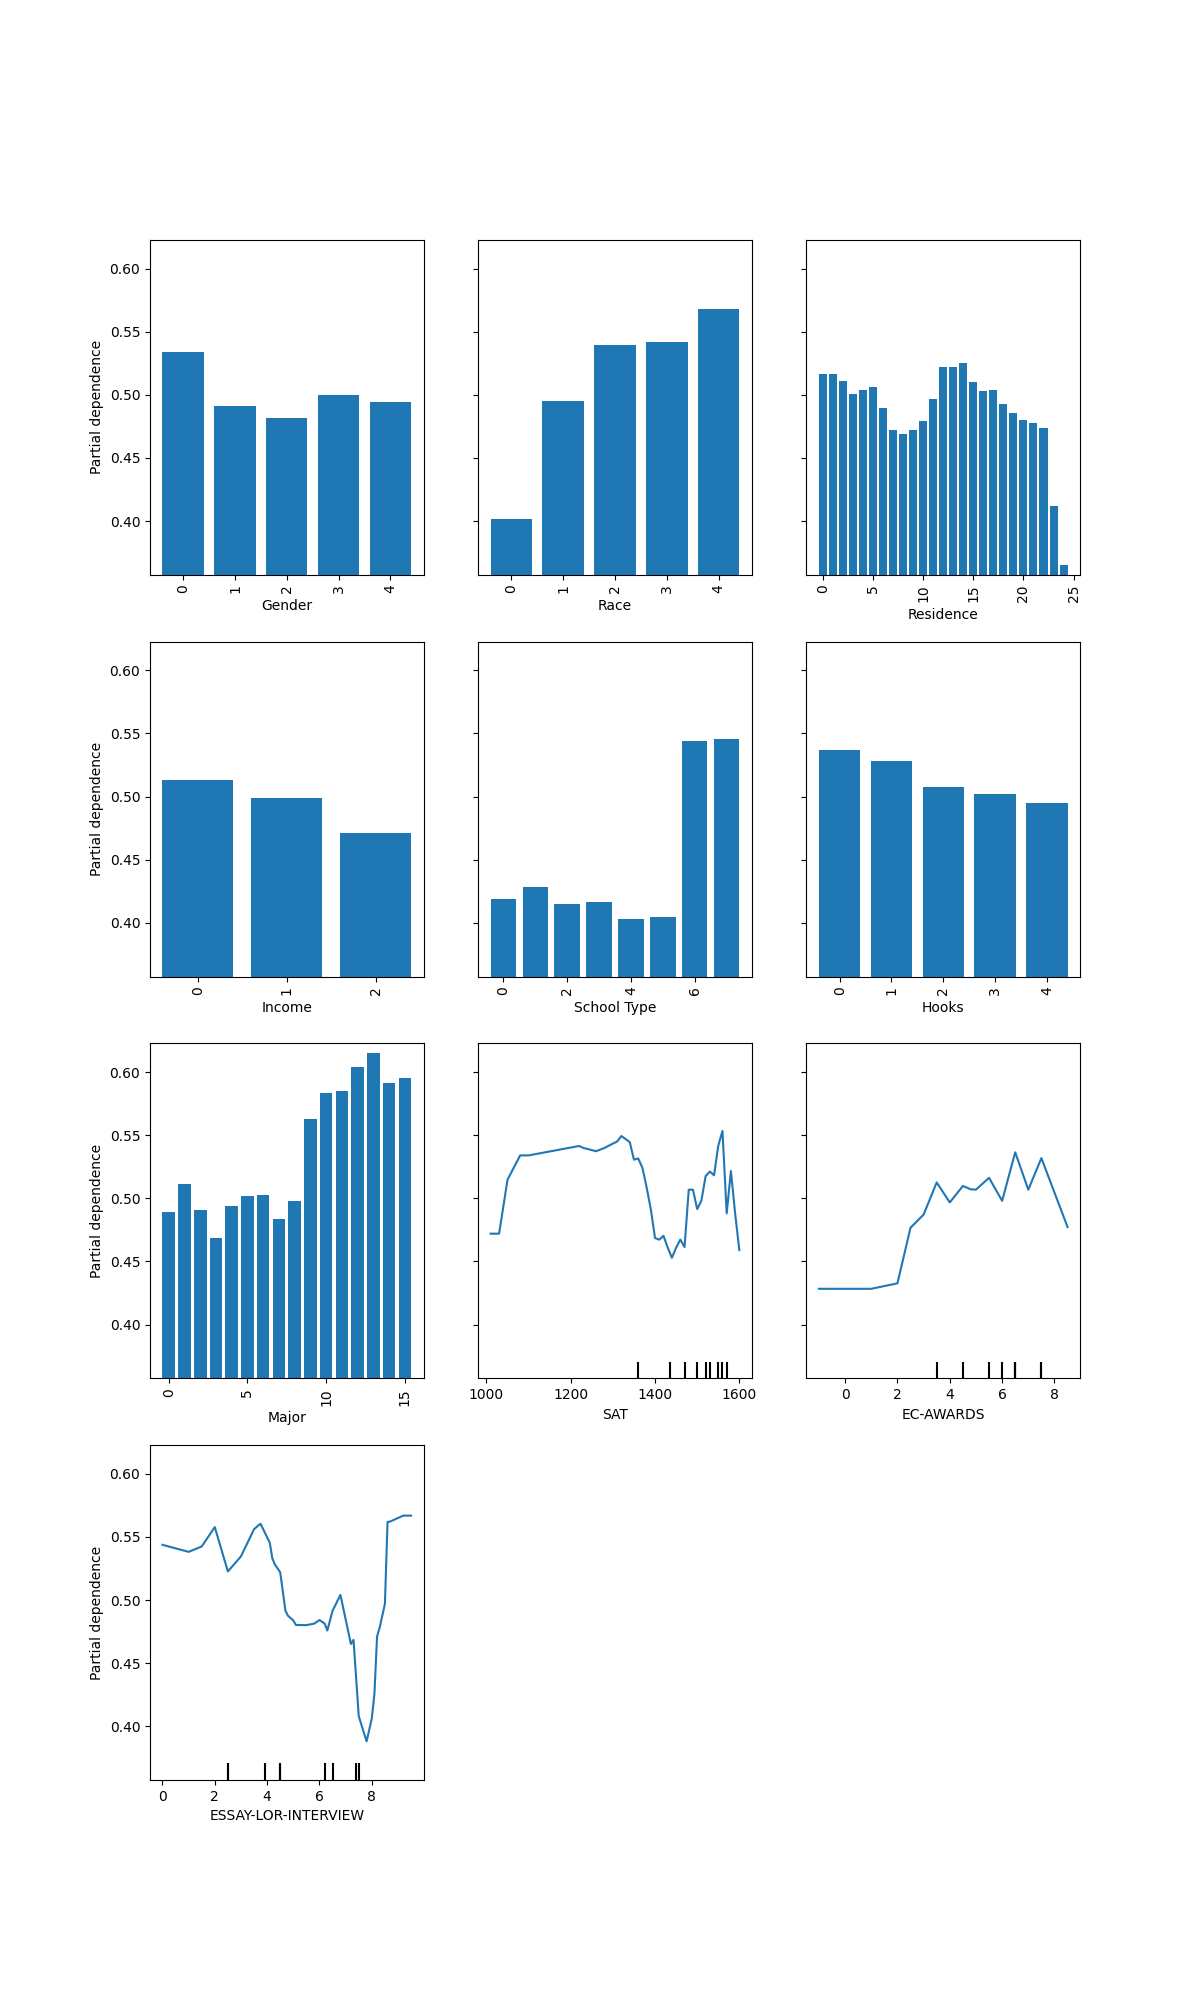 0.60
0.55
0.50
0.45
0.40
Partial dependence
0 1 2 3 4
Gender
0 1 2 3 4
Race
0 5 10 15 20 25
Residence
0.60
0.55
0.50
0.45
0.40
Partial dependence
0 1 2
Income
0 2 4 6
School Type
0 1 2 3 4
Hooks
0.60
0.55
0.50
0.45
0.40
Partial dependence
0 5 10 15
Major
1000 1200 1400 1600
SAT
0 2 4 6 8
EC-AWARDS
0.60
0.55
0.50
0.45
0.40
Partial dependence
0 2 4 6 8
ESSAY-LOR-INTERVIEW